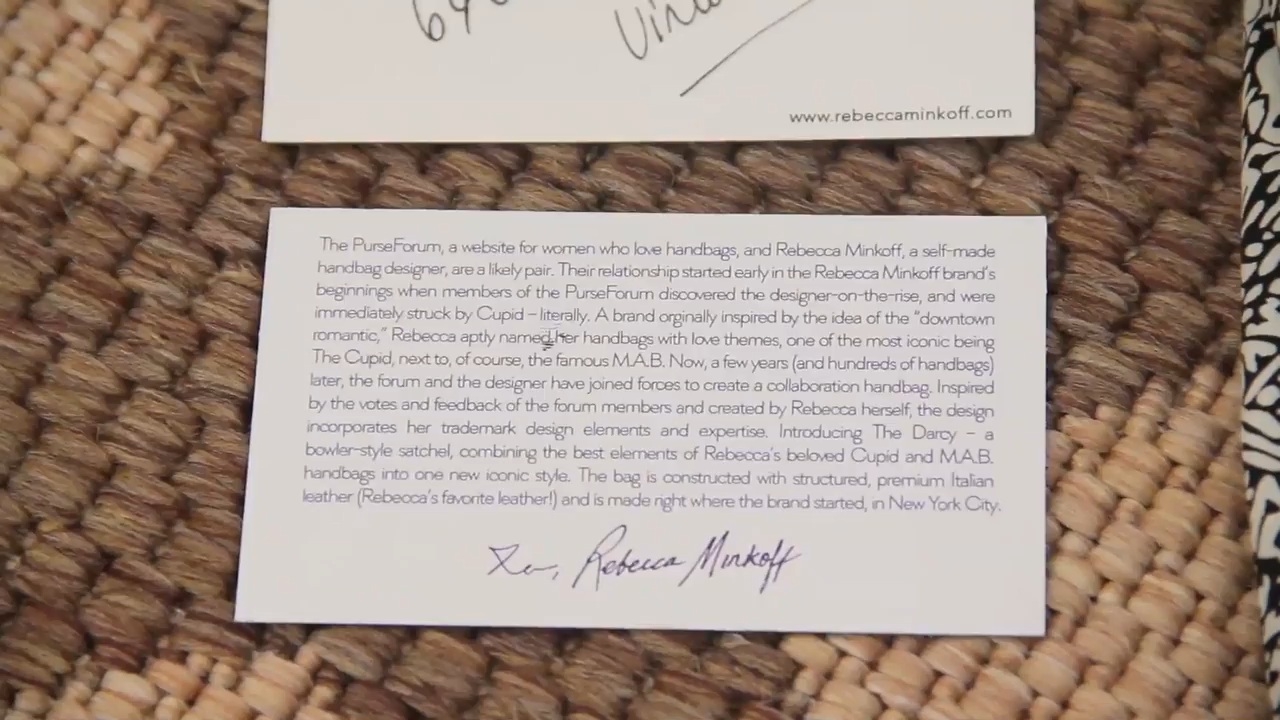 www.rebeccaminkoff.com
The PurseForum, a website for women who love handbags, and Rebecca Minkoff, a self-made
handbag designer, are a likely pair. Their relationship started early in the Rebecca Minkoff brand's
beginnings when members of the PurseForum discovered the designer-on-the-rise, and were
immediately struck by Cupid – literally. A brand orginally inspired by the idea of the "downtown
romantic," Rebecca aptly named her handbags with love themes, one of the most iconic being
The Cupid, next to, of course, the famous M.A.B. Now, a few years (and hundreds of handbags)
later, the forum and the designer have joined forces to create a collaboration handbag. Inspired
by the votes and feedback of the forum members and created by Rebecca herself, the design
incorporates her trademark design elements and expertise. Introducing The Darcy – a
bowler-style satchel, combining the best elements of Rebecca's beloved Cupid and M.A.B.
handbags into one new iconic style. The bag is constructed with structured, premium Italian
leather (Rebecca's favorite leather!) and is made right where the brand started, in New York City.
Rebecca Minkoff